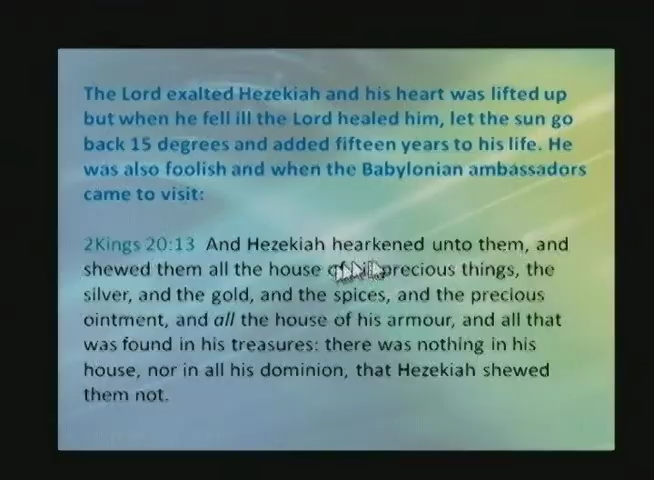 The Lord exalted Hezekiah and his heart was lifted up
but when he fell ill the Lord healed him, let the sun go
back 15 degrees and added fifteen years to his life. He
was also foolish and when the Babylonian ambassadors
came to visit:
2Kings 20:13 And Hezekiah hearkened unto them, and
shewed them all the house of precious things, the
silver, and the gold, and the spices, and the precious
ointment, and all the house of his armour, and all that
was found in his treasures: there was nothing in his
house, nor in all his dominion, that Hezekiah shewed
them not.